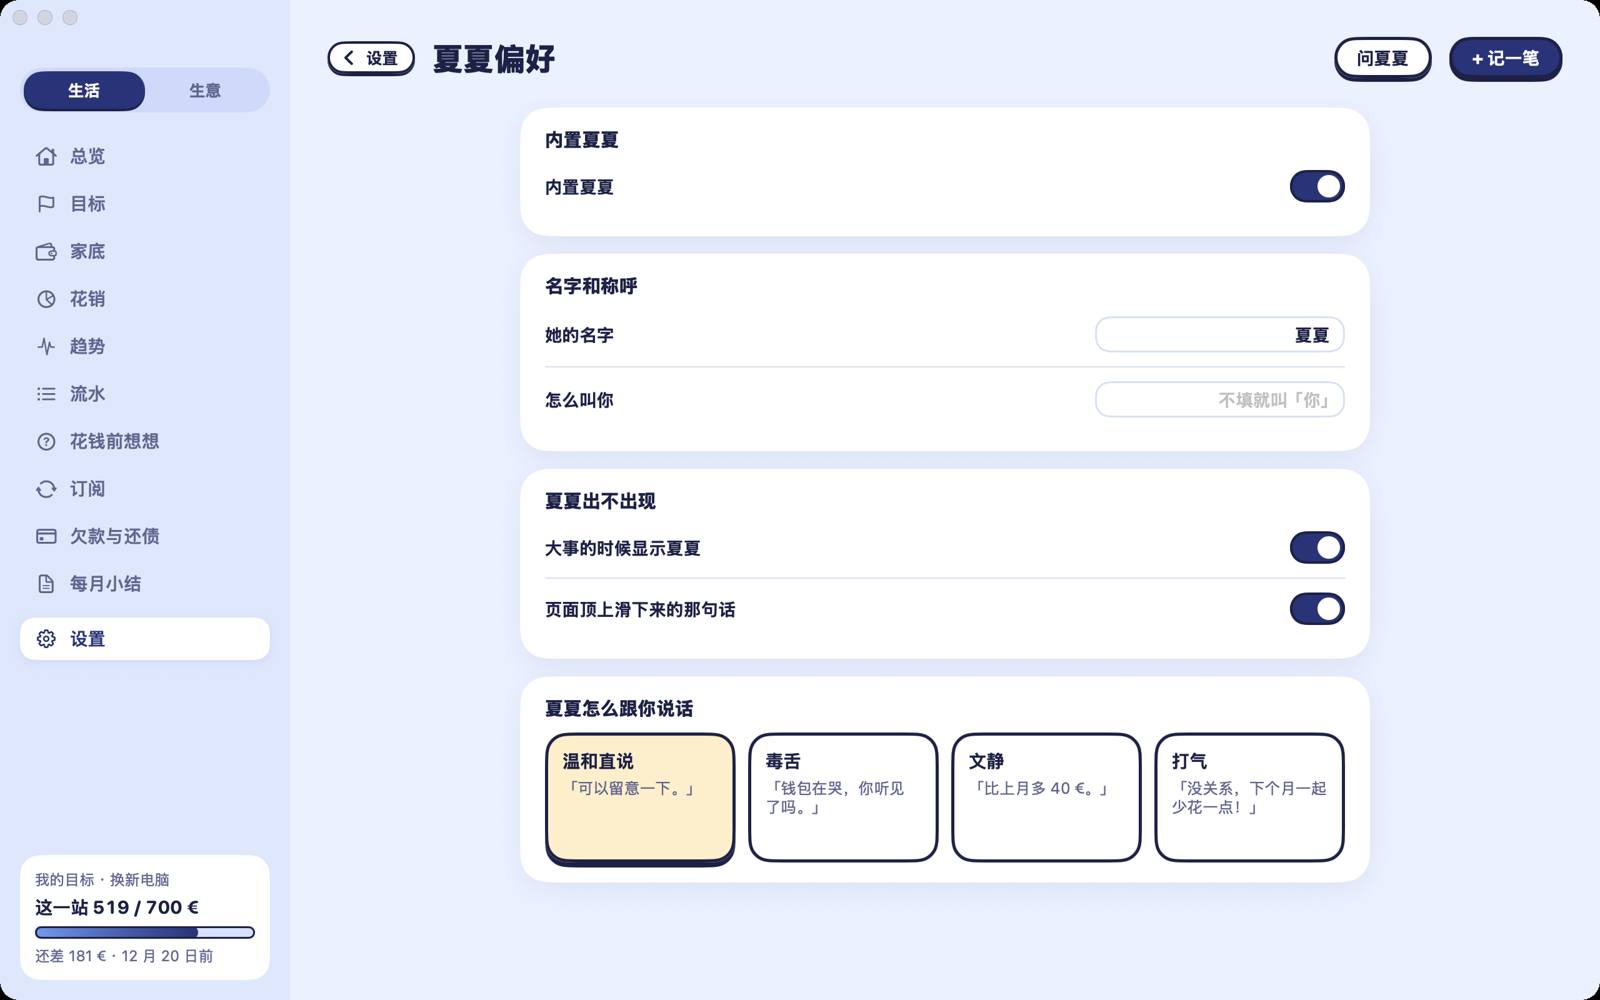 生活
生意
总览
目标
家底
花销
趋势
流水
花钱前想想
订阅
欠款与还债
每月小结
设置
我的目标 · 换新电脑
这一站 519 / 700 €
还差 181 € · 12 月 20 日前
设置
夏夏偏好
问夏夏
+ 记一笔
内置夏夏
内置夏夏
名字和称呼
她的名字
夏夏
怎么叫你
不填就叫「你」
夏夏出不出现
大事的时候显示夏夏
页面顶上滑下来的那句话
夏夏怎么跟你说话
温和直说
「可以留意一下。」
毒舌
「钱包在哭，你听见
了吗。」
文静
「比上月多 40 €。」
打气
「没关系，下个月一起
少花一点！」